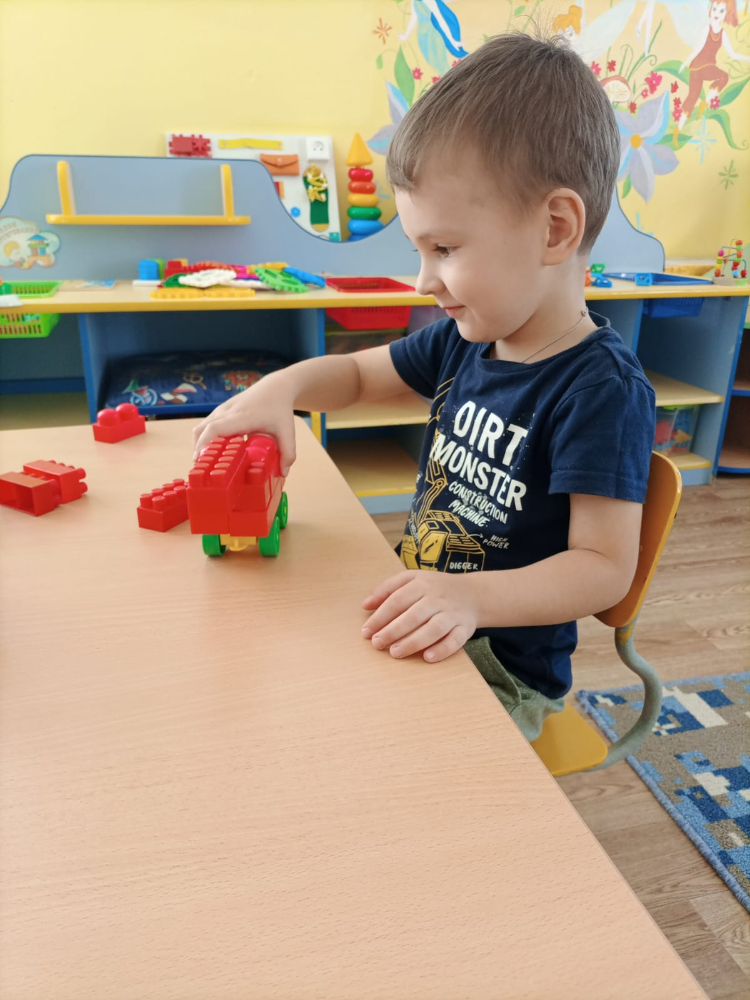 DIRT
MONSTER
CONSTRUCTION
MACHINE
HIGH
POWER
DIGGER